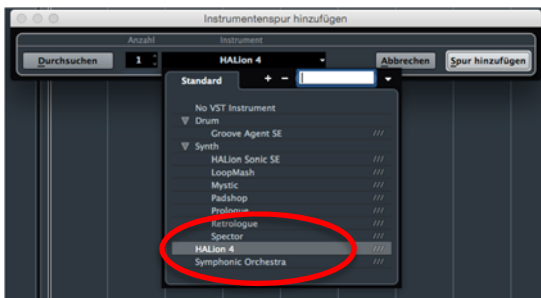 Instrumentenspur hinzufügen
Anzahl Instrument
Durchsuchen 1 HALion 4 Abbrechen Spur hinzufügen
Standard + −
No VST Instrument
Drum
Groove Agent SE ///
Synth
HALion Sonic SE ///
LoopMash ///
Mystic ///
Padshop ///
Prologue ///
Retrologue ///
Spector ///
HALion 4 ///
Symphonic Orchestra ///